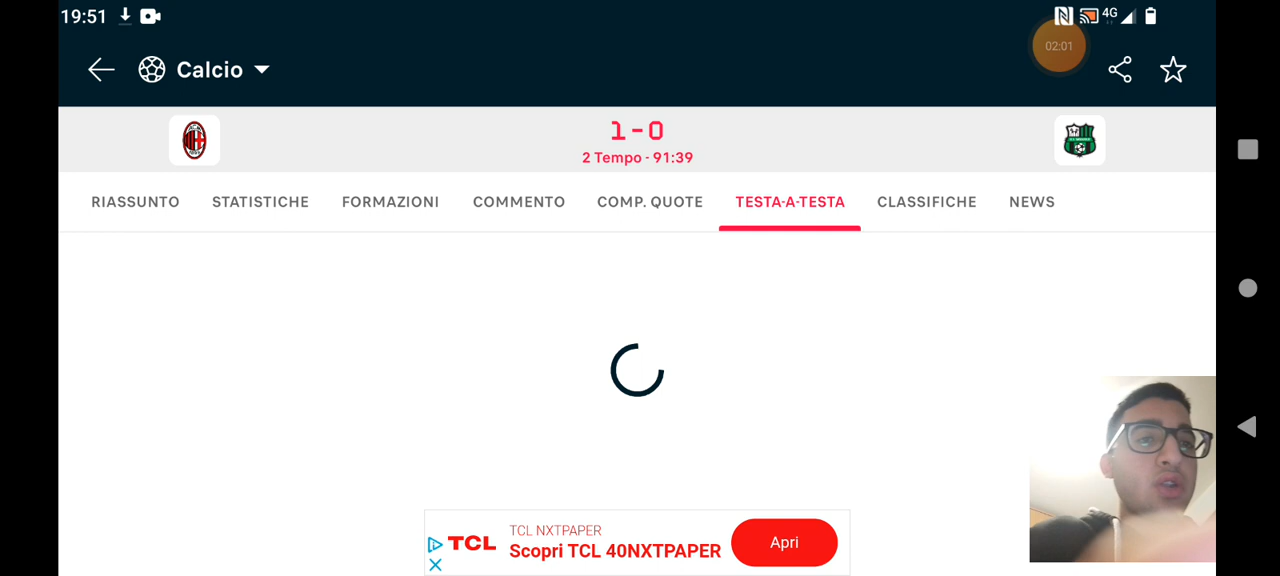 19:51
4G
02:01
Calcio
1-0
2 Tempo - 91:39
RIASSUNTO STATISTICHE FORMAZIONI COMMENTO COMP. QUOTE TESTA-A-TESTA CLASSIFICHE NEWS
TCL NXTPAPER
TCL
Scopri TCL 40NXTPAPER
Apri